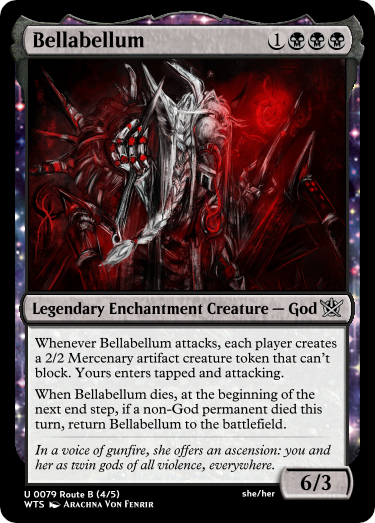 Bellabellum 1
Legendary Enchantment Creature — God
Whenever Bellabellum attacks, each player creates
a 2/2 Mercenary artifact creature token that can't
block. Yours enters tapped and attacking.
When Bellabellum dies, at the beginning of the
next end step, if a non-God permanent died this
turn, return Bellabellum to the battlefield.
In a voice of gunfire, she offers an ascension: you and
her as twin gods of all violence, everywhere.
6/3
U 0079 Route B (4/5) she/her
WTS Arachna Von Fenrir